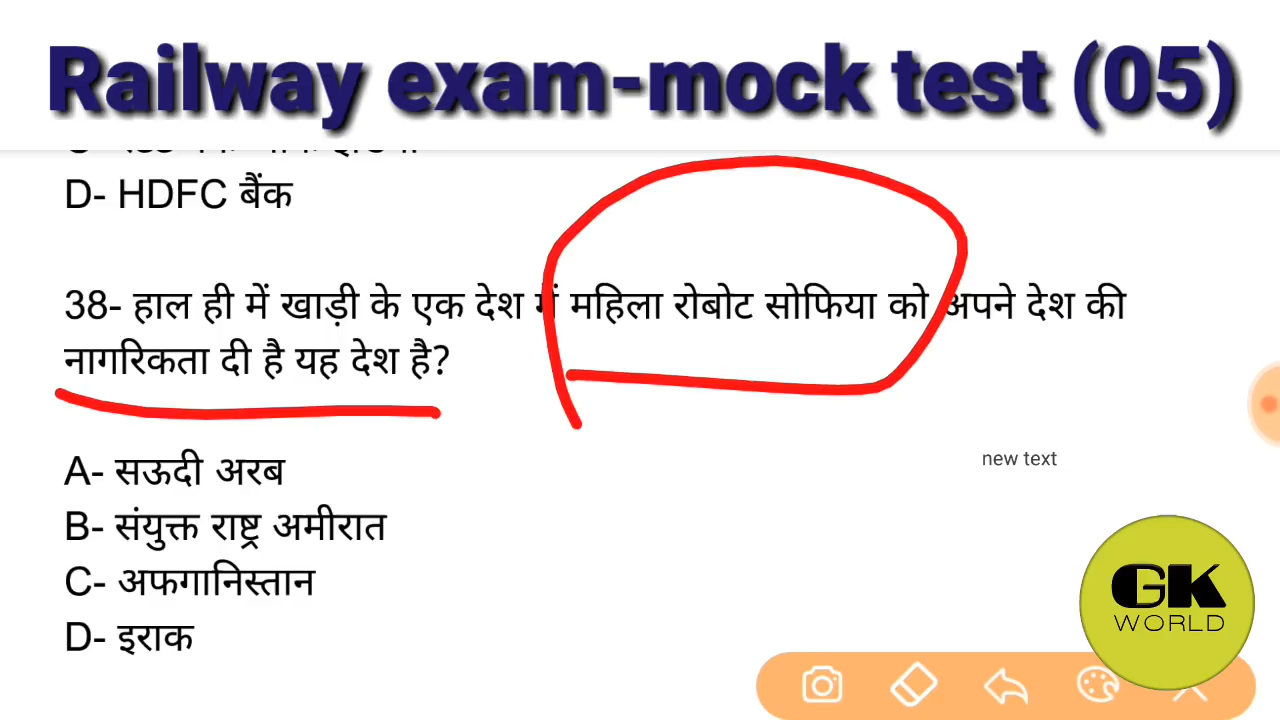 Railway exam-mock test (05)
D- HDFC बैंक
38- हाल ही में खाड़ी के एक देश में महिला रोबोट सोफिया को अपने देश की
नागरिकता दी है यह देश है?
A- सऊदी अरब
new text
B- संयुक्त राष्ट्र अमीरात
C- अफगानिस्तान
D- इराक
GK
WORLD